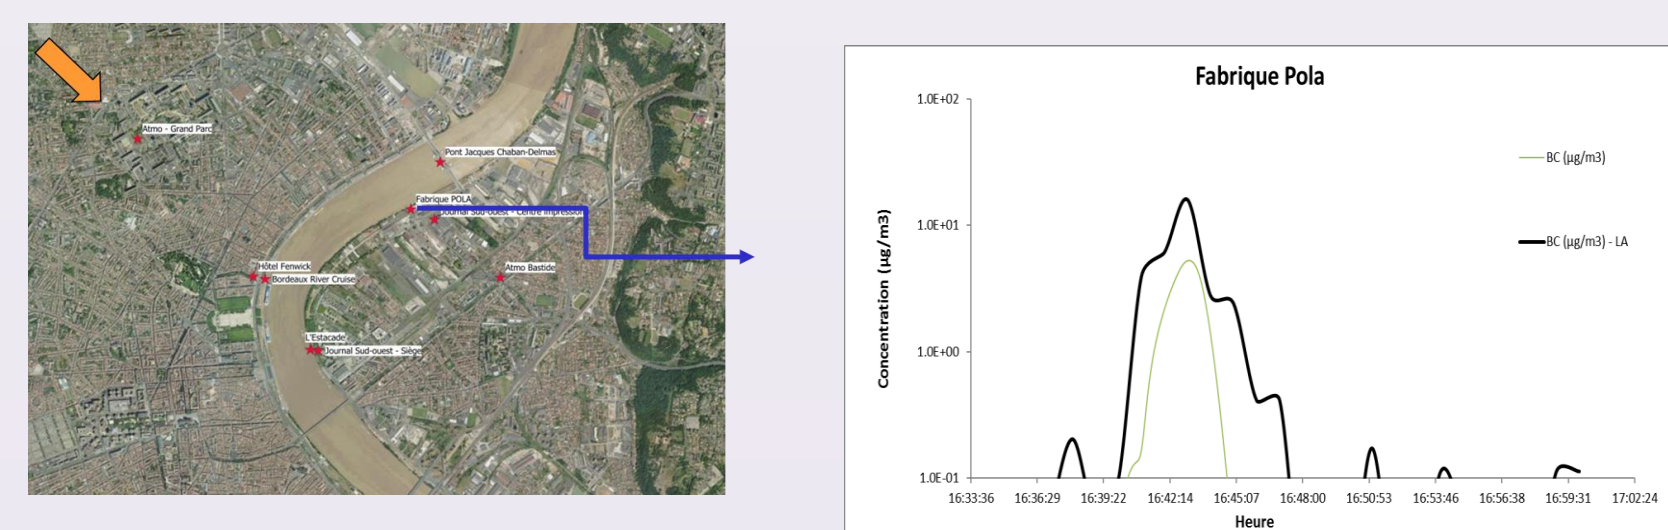 Atmo - Grand Parc
Pont Jacques Chaban-Delmas
Fabrique POLA
Journal Sud-ouest - Centre impression
Hôtel Fenwick
Bordeaux River Cruise
Atmo Bastide
L'Estacade
Journal Sud-ouest - Siège
Fabrique Pola
1.0E+02
1.0E+01
1.0E+00
1.0E-01
Concentration (µg/m3)
BC (µg/m3)
BC (µg/m3) - LA
16:33:36 16:36:29 16:39:22 16:42:14 16:45:07 16:48:00 16:50:53 16:53:46 16:56:38 16:59:31 17:02:24
Heure